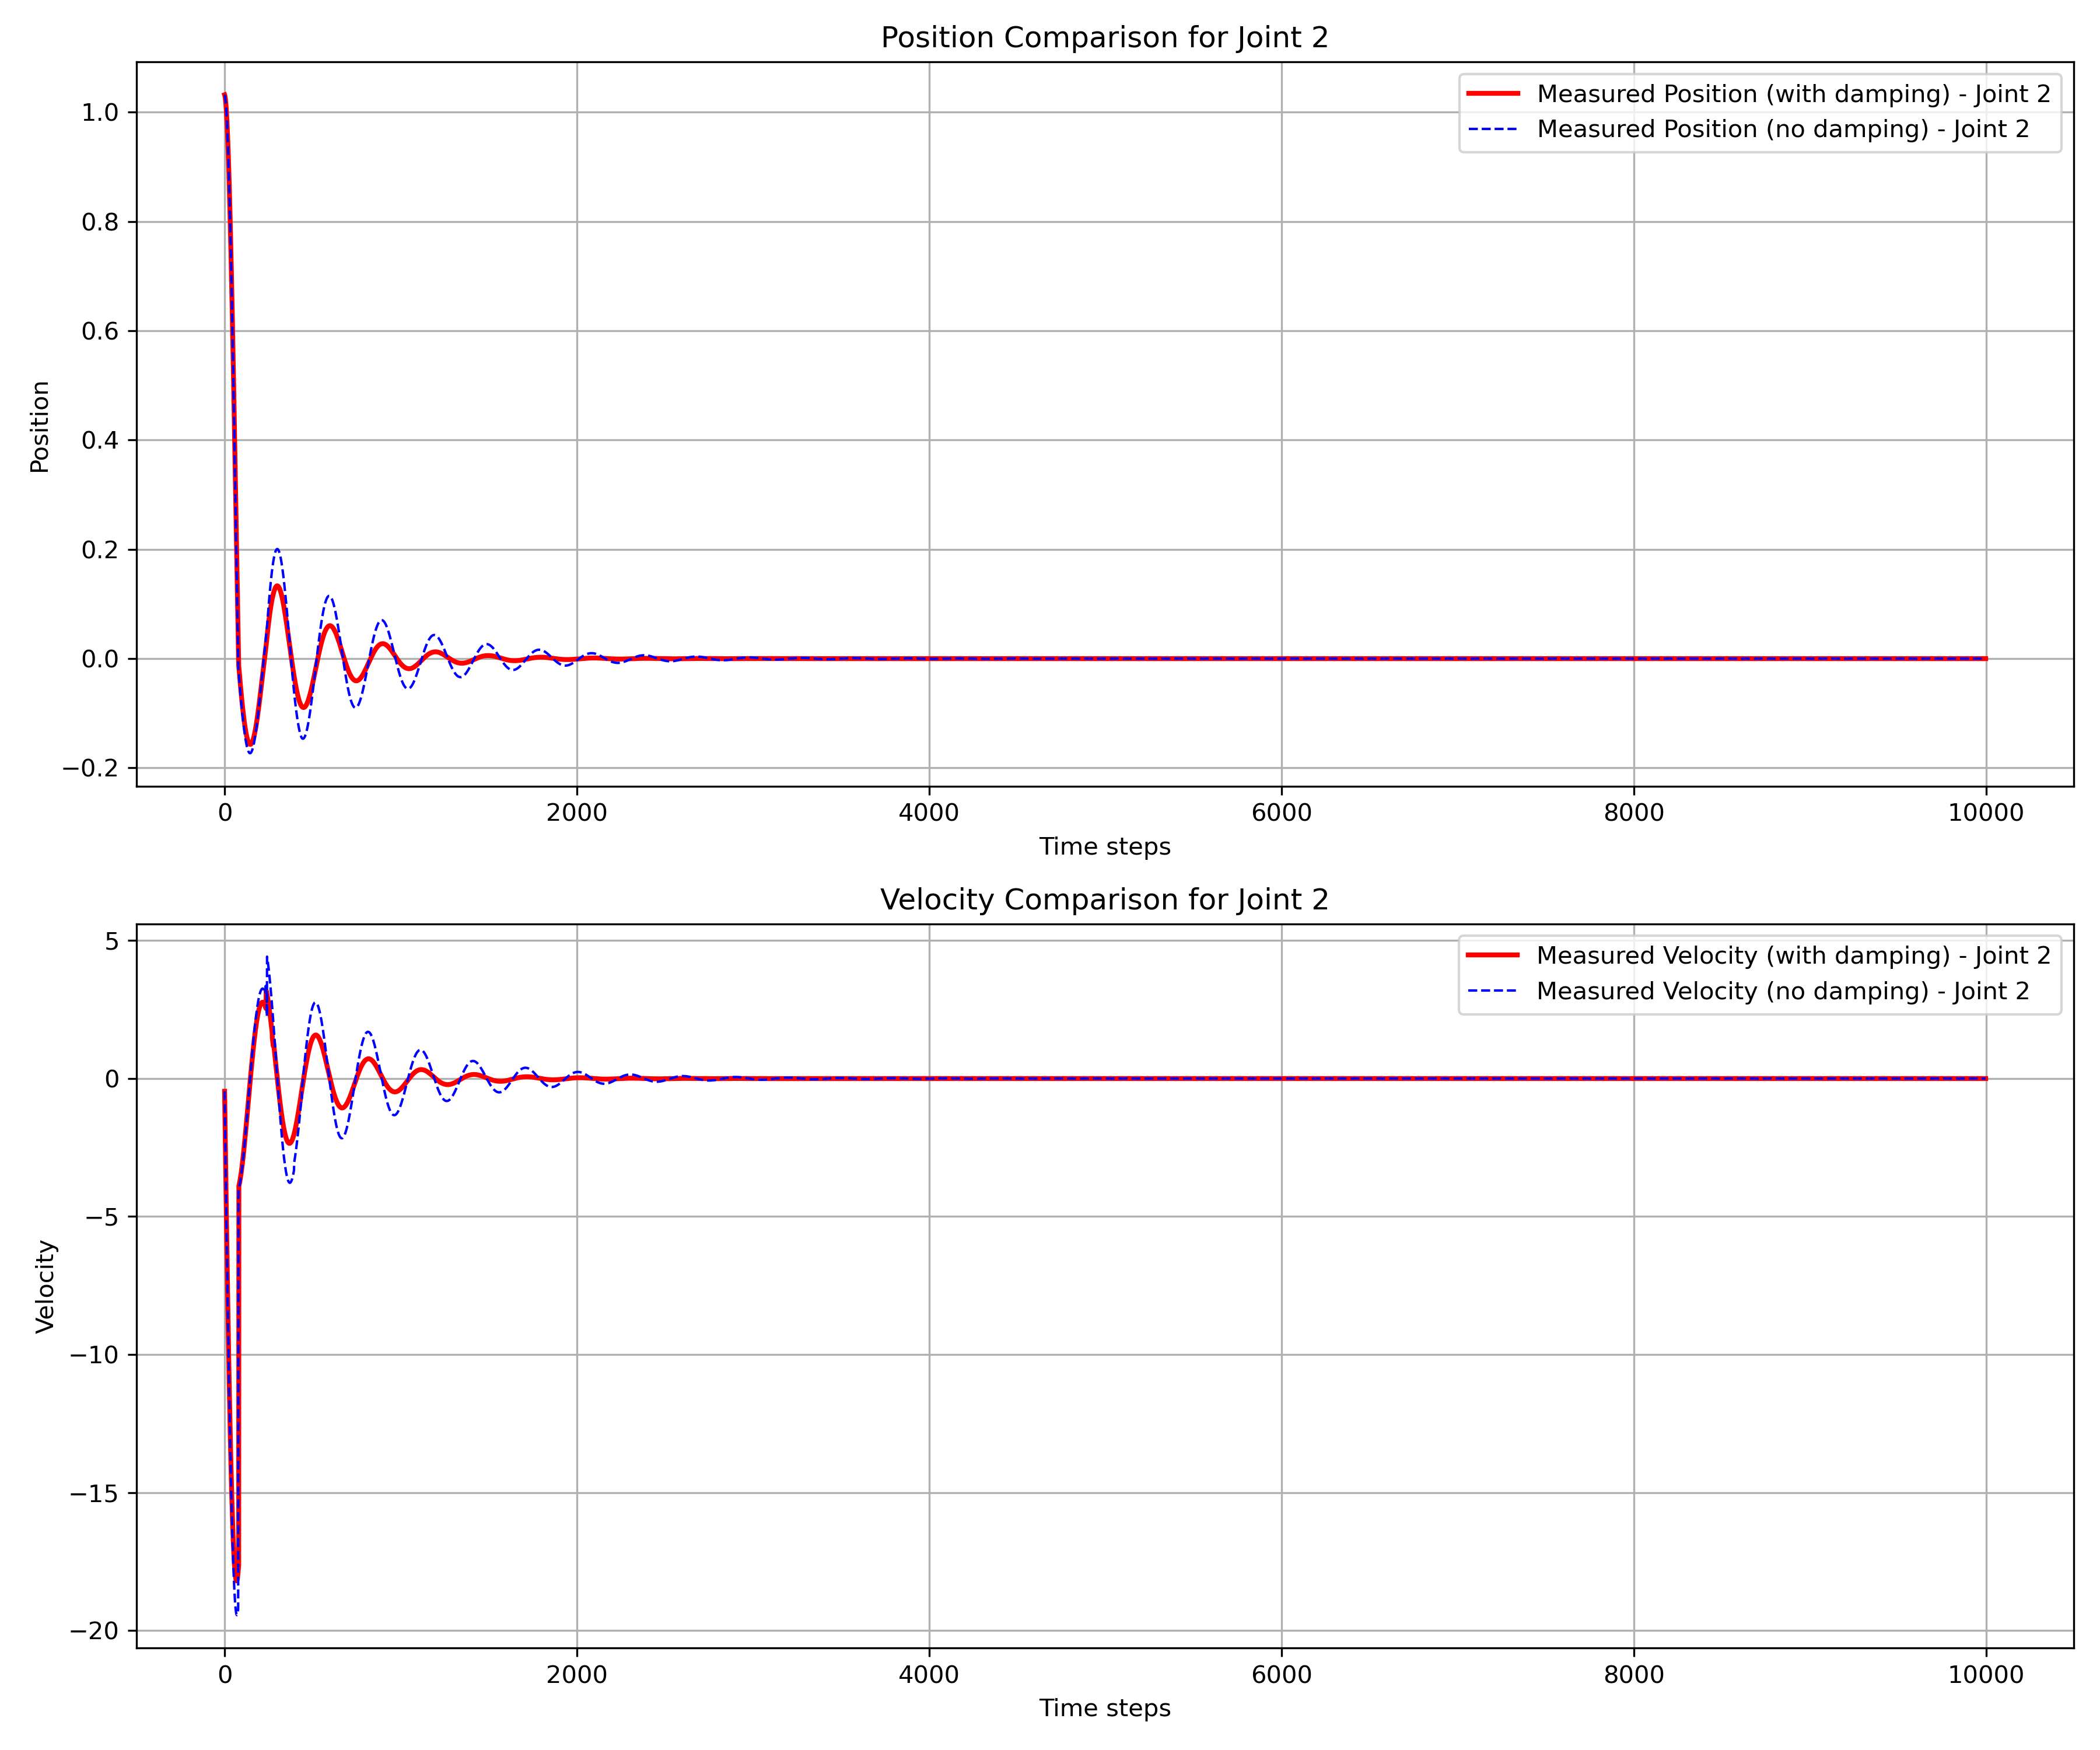 Position Comparison for Joint 2
Measured Position (with damping) - Joint 2
Measured Position (no damping) - Joint 2
1.0
0.8
0.6
0.4
0.2
0.0
−0.2
Position
0 2000 4000 6000 8000 10000
Time steps
Velocity Comparison for Joint 2
Measured Velocity (with damping) - Joint 2
Measured Velocity (no damping) - Joint 2
5
0
−5
−10
−15
−20
Velocity
0 2000 4000 6000 8000 10000
Time steps